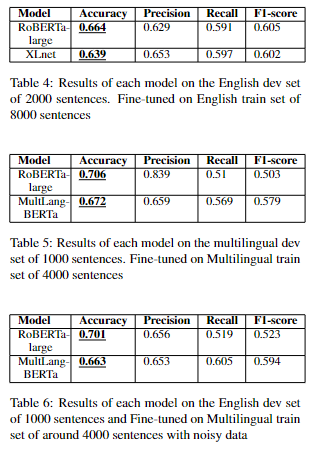 Model Accuracy Precision Recall F1-score
RoBERTa- 0.664 0.629 0.591 0.605
large
XLnet 0.639 0.653 0.597 0.602
Table 4: Results of each model on the English dev set
of 2000 sentences. Fine-tuned on English train set of
8000 sentences
Model Accuracy Precision Recall F1-score
RoBERTa- 0.706 0.839 0.51 0.503
large
MultLang- 0.672 0.659 0.569 0.579
BERTa
Table 5: Results of each model on the multilingual dev
set of 1000 sentences. Fine-tuned on Multilingual train
set of 4000 sentences
Model Accuracy Precision Recall F1-score
RoBERTa- 0.701 0.656 0.519 0.523
large
MultLang- 0.663 0.653 0.605 0.594
BERTa
Table 6: Results of each model on the English dev set
of 1000 sentences and Fine-tuned on Multilingual train
set of around 4000 sentences with noisy data